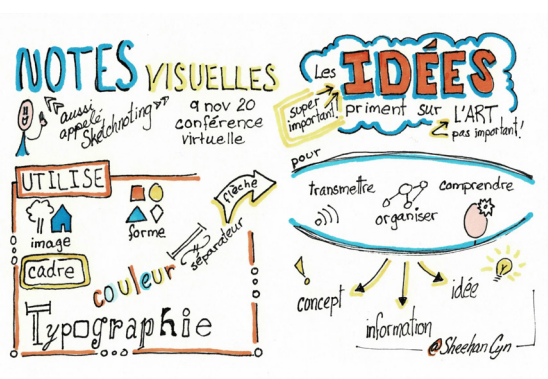 NOTES VISUELLES
aussi
appelé
"Sketchnoting"
9 nov 20
conférence
virtuelle
Les IDÉES
super
important!
priment sur L'ART
pas important!
UTILISE
image
forme
flèche
séparateur
cadre
couleur
Typographie
pour
transmettre
organiser
comprendre
concept
information
idée
@SheehanCyn